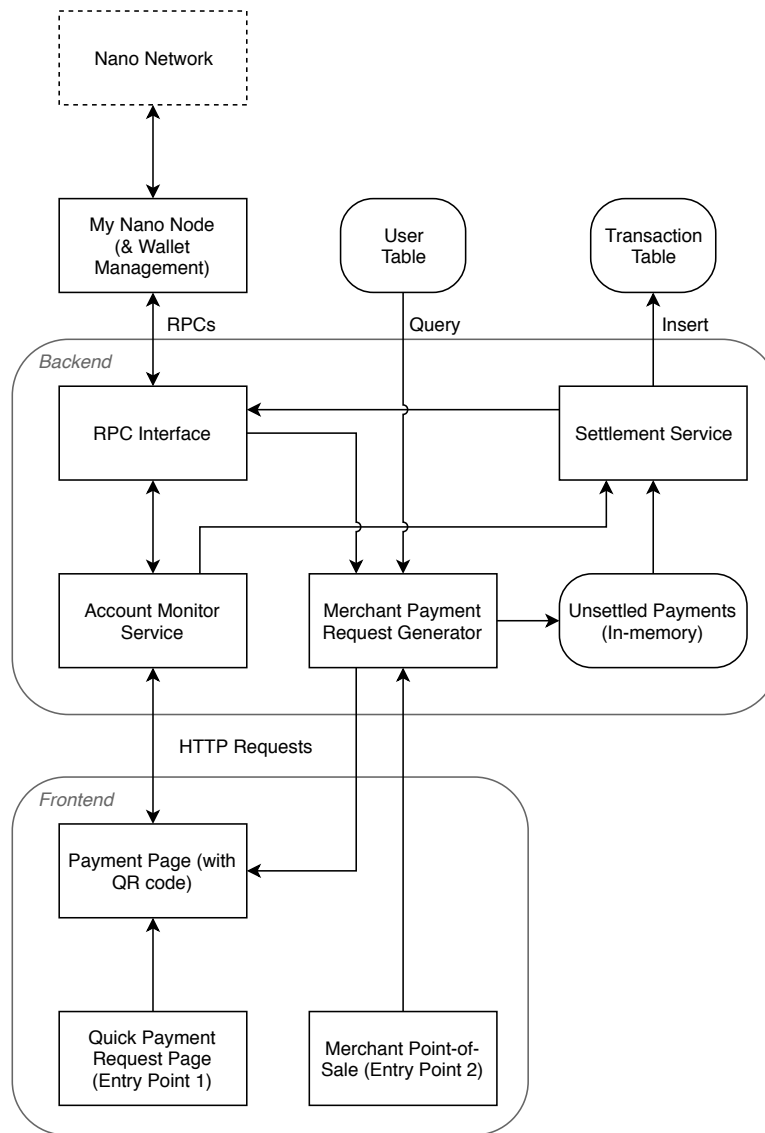 Nano Network
My Nano Node
(& Wallet
Management)
User
Table
Transaction
Table
RPCs
Query
Insert
Backend
RPC Interface
Settlement Service
Account Monitor
Service
Merchant Payment
Request Generator
Unsettled Payments
(In-memory)
HTTP Requests
Frontend
Payment Page (with
QR code)
Quick Payment
Request Page
(Entry Point 1)
Merchant Point-of-
Sale (Entry Point 2)